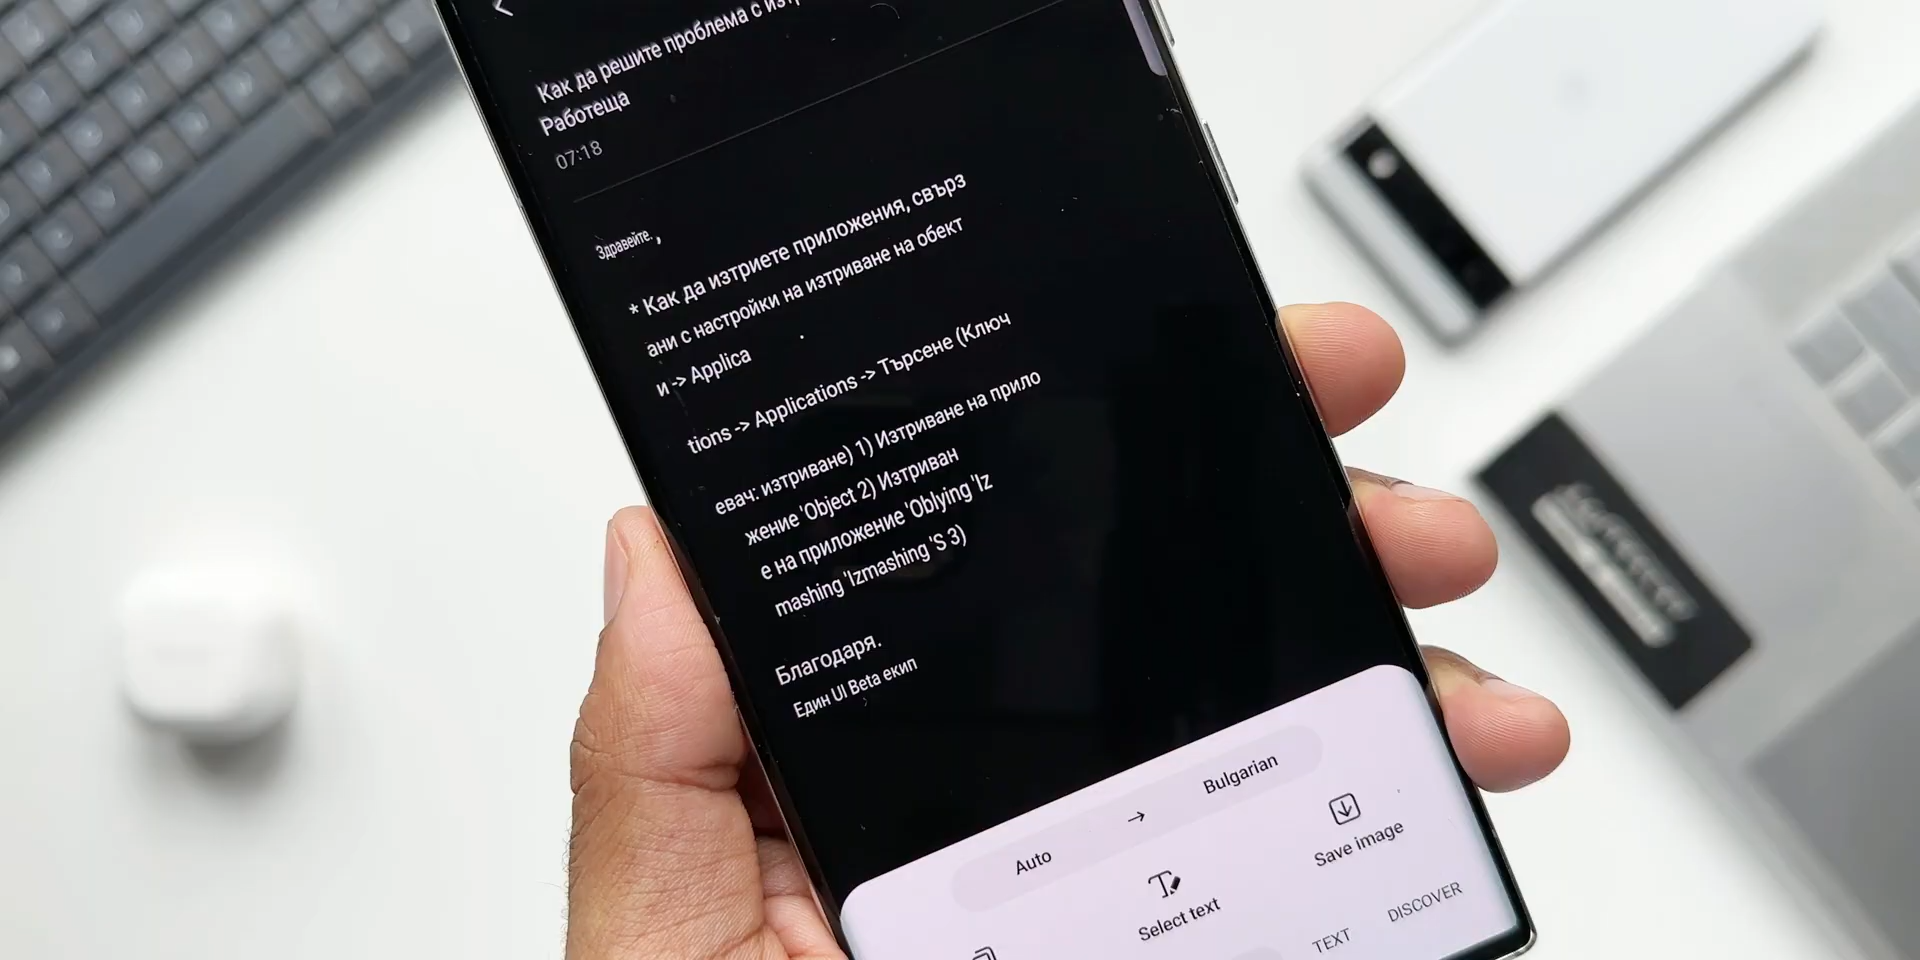 Как да решите проблема с
Работеща
07:18
Здравейте. ,
* Как да изтриете приложения, свърз
ани с настройки на изтриване на обект
и -> Applica
tions -> Applications -> Търсене (Ключ
евач: изтриване) 1) Изтриване на прило
жение 'Object 2) Изтриван
е на приложение 'Oblying 'Iz
mashing 'Izmashing 'S 3)
Благодаря.
Един UI Beta екип
Auto → Bulgarian
Select text
Save image
TEXT
DISCOVER